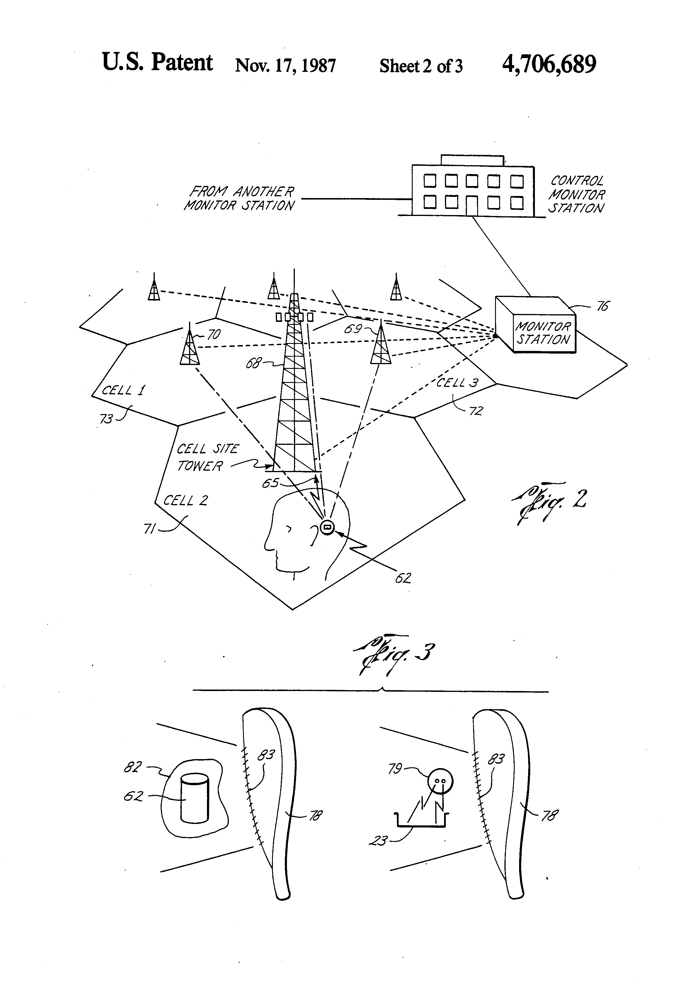 U.S. Patent Nov. 17, 1987 Sheet 2 of 3 4,706,689
FROM ANOTHER
MONITOR STATION
CONTROL
MONITOR
STATION
76
MONITOR
STATION
70
69
68
CELL 1
73
CELL 3
72
CELL SITE
TOWER
65
CELL 2
71
62
Fig. 2
Fig. 3
82
62
83
78
79
23
83
78